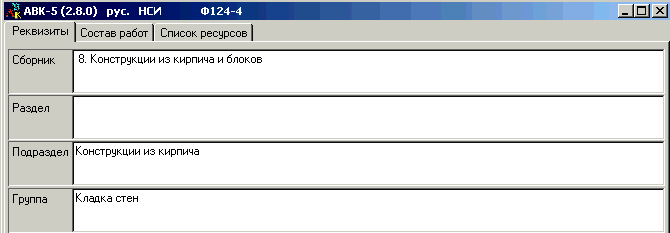 АВК-5 (2.8.0) рус. НСИ Ф124-4
Реквизиты Состав работ Список ресурсов
Сборник 8. Конструкции из кирпича и блоков
Раздел
Подраздел Конструкции из кирпича
Группа Кладка стен